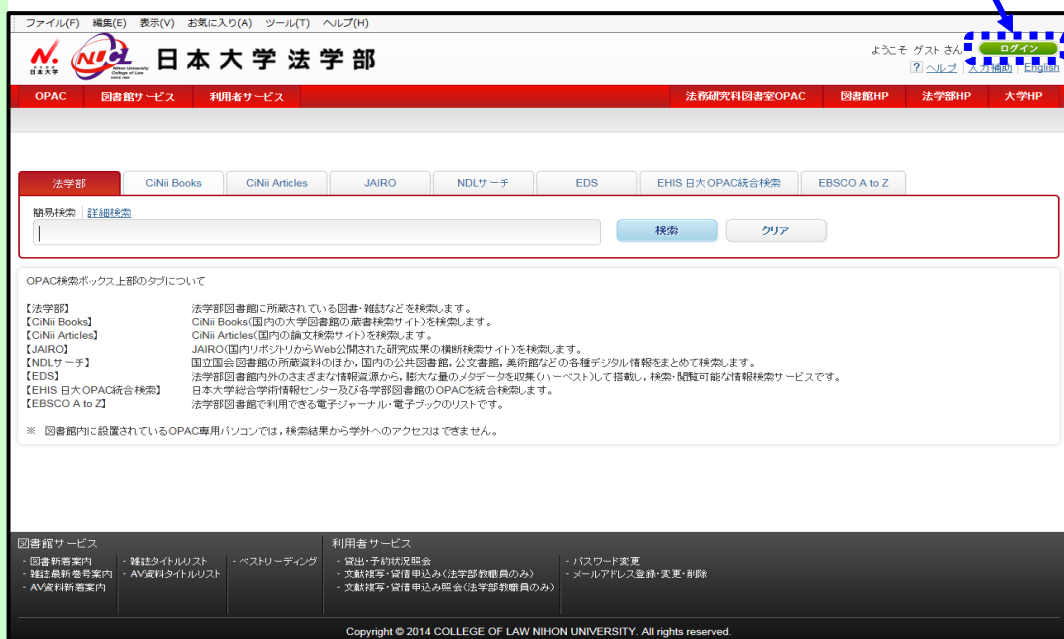 ファイル(F) 編集(E) 表示(V) お気に入り(A) ツール(T) ヘルプ(H)
日本大学 NUCL Nihon University College of Law 日本大学法学部
ようこそ ゲスト さん ログイン
? ヘルプ | 入力補助 | English
OPAC 図書館サービス 利用者サービス 法務研究科図書室OPAC 図書館HP 法学部HP 大学HP
法学部 CiNii Books CiNii Articles JAIRO NDLサーチ EDS EHIS 日大OPAC統合検索 EBSCO A to Z
簡易検索 | 詳細検索
検索 クリア
OPAC検索ボックス上部のタブについて
【法学部】 法学部図書館に所蔵されている図書・雑誌などを検索します。
【CiNii Books】 CiNii Books(国内の大学図書館の蔵書検索サイト)を検索します。
【CiNii Articles】 CiNii Articles(国内の論文検索サイト)を検索します。
【JAIRO】 JAIRO(国内リポジトリからWeb公開された研究成果の横断検索サイト)を検索します。
【NDLサーチ】 国立国会図書館の所蔵資料のほか，国内の公共図書館，公文書館，美術館などの各種デジタル情報をまとめて検索します。
【EDS】 法学部図書館内外のさまざまな情報資源から，膨大な量のメタデータを収集(ハーベスト)して搭載し，検索・閲覧可能な情報検索サービスです。
【EHIS 日大OPAC統合検索】 日本大学総合学術情報センター及び各学部図書館のOPACを統合検索します。
【EBSCO A to Z】 法学部図書館で利用できる電子ジャーナル・電子ブックのリストです。
※ 図書館内に設置されているOPAC専用パソコンでは，検索結果から学外へのアクセスはできません。
図書館サービス 利用者サービス
- 図書新着案内 - 雑誌タイトルリスト - ベストリーディング - 貸出・予約状況照会 - パスワード変更
- 雑誌最新巻号案内 - AV資料タイトルリスト - 文献複写・貸借申込み(法学部教職員のみ) - メールアドレス登録・変更・削除
- AV資料新着案内 - 文献複写・貸借申込み照会(法学部教職員のみ)
Copyright © 2014 COLLEGE OF LAW NIHON UNIVERSITY. All rights reserved.